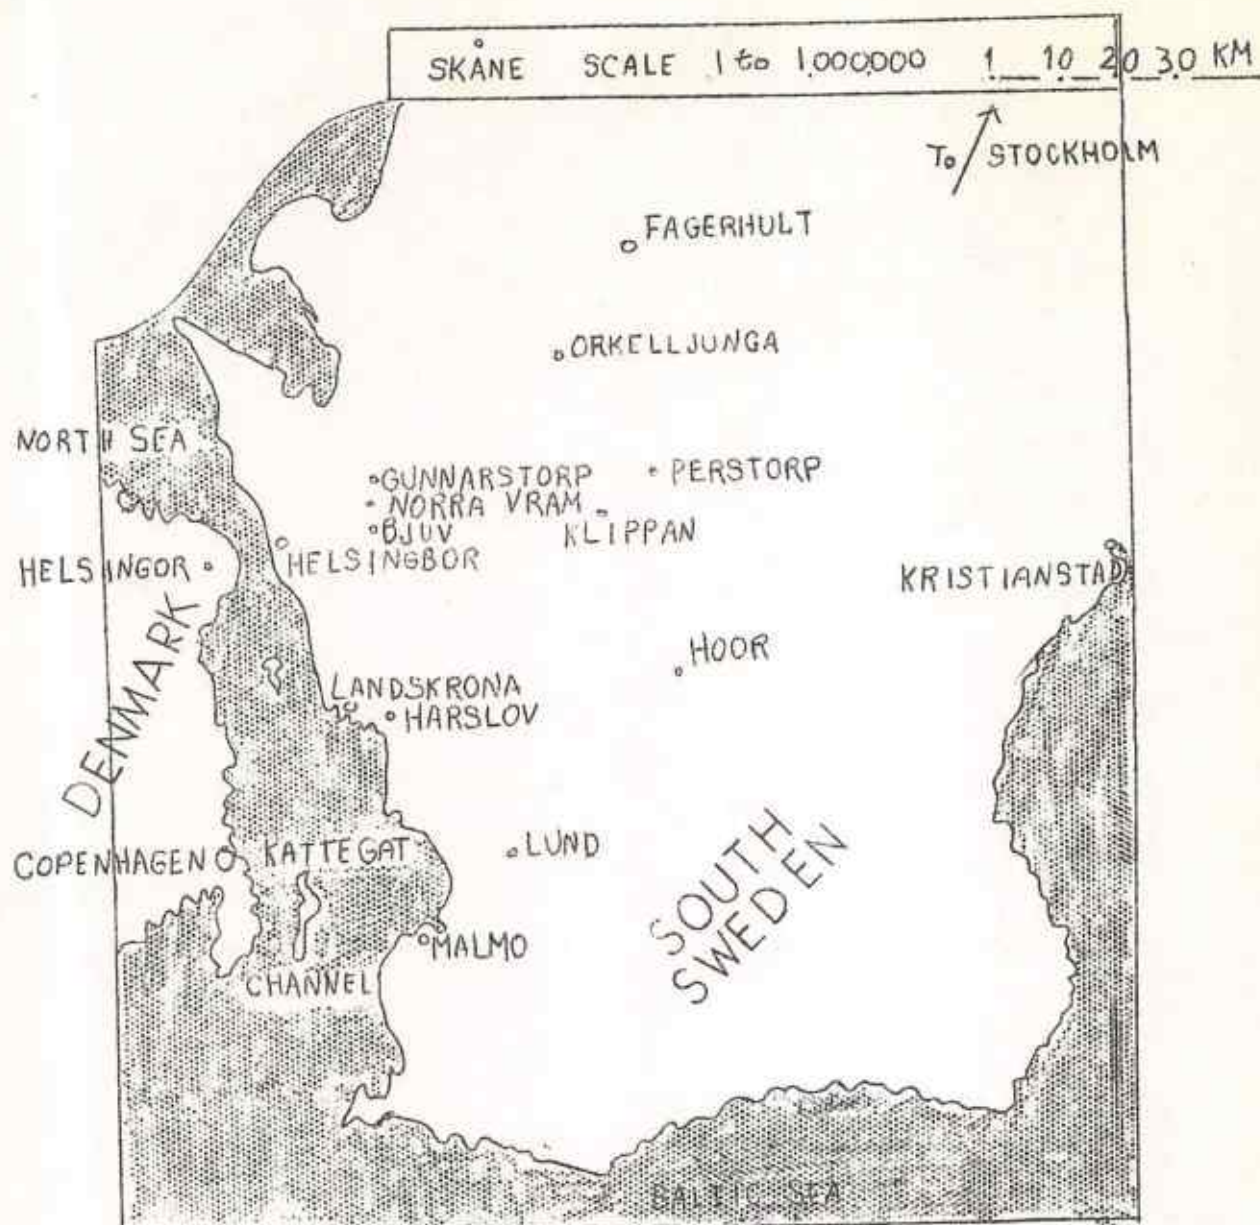 SKÅNE SCALE 1 to 1.000.000 1 10 20 30 KM
To STOCKHOLM
FAGERHULT
ORKELLJUNGA
NORTH SEA
GUNNARSTORP
PERSTORP
NORRA VRAM
BJUV
KLIPPAN
HELSINGOR
HELSINGBOR
KRISTIANSTAD
DENMARK
HOOR
LANDSKRONA
HARSLOV
COPENHAGEN
KATTEGAT
LUND
SOUTH
SWEDEN
MALMO
CHANNEL
BALTIC SEA